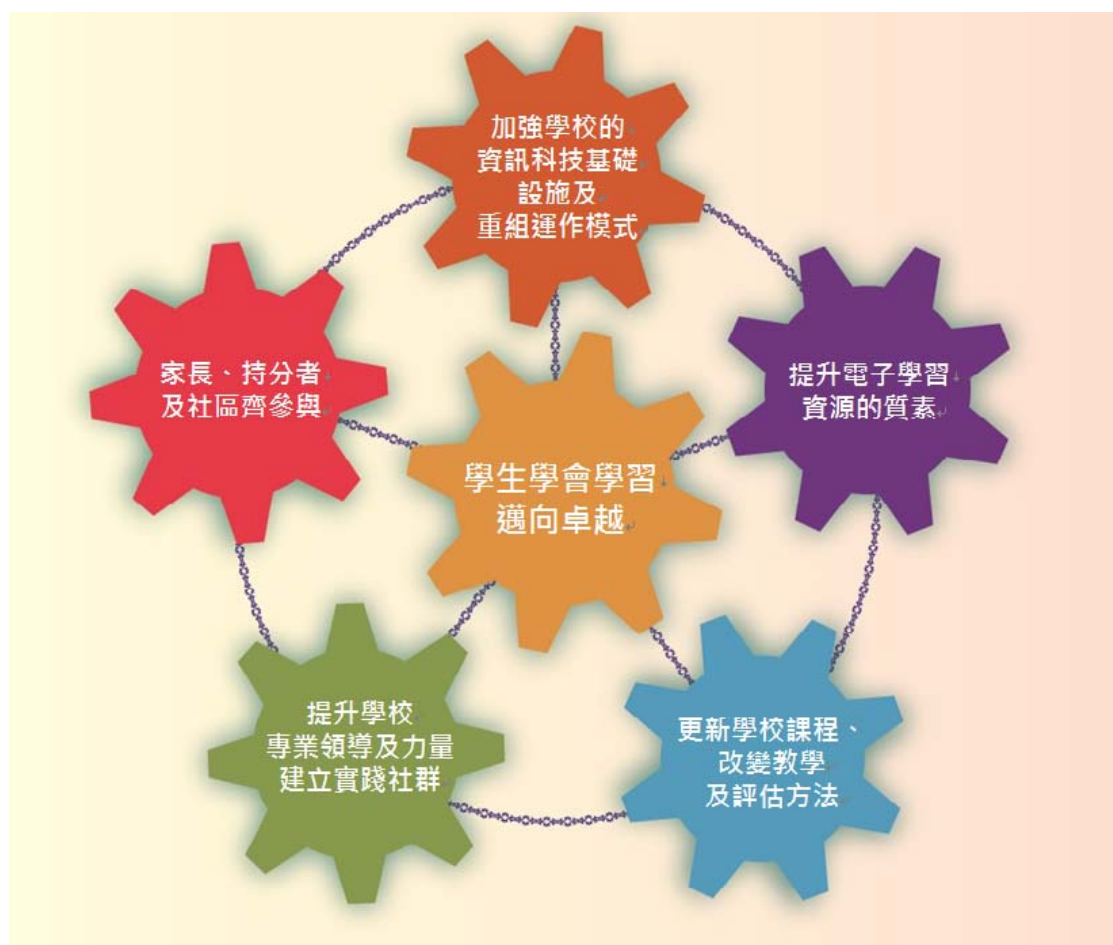 加強學校的
資訊科技基礎
設施及
重組運作模式
家長、持分者
及社區齊參與
提升電子學習
資源的質素
學生學會學習
邁向卓越
提升學校
專業領導及力量
建立實踐社群
更新學校課程、
改變教學
及評估方法